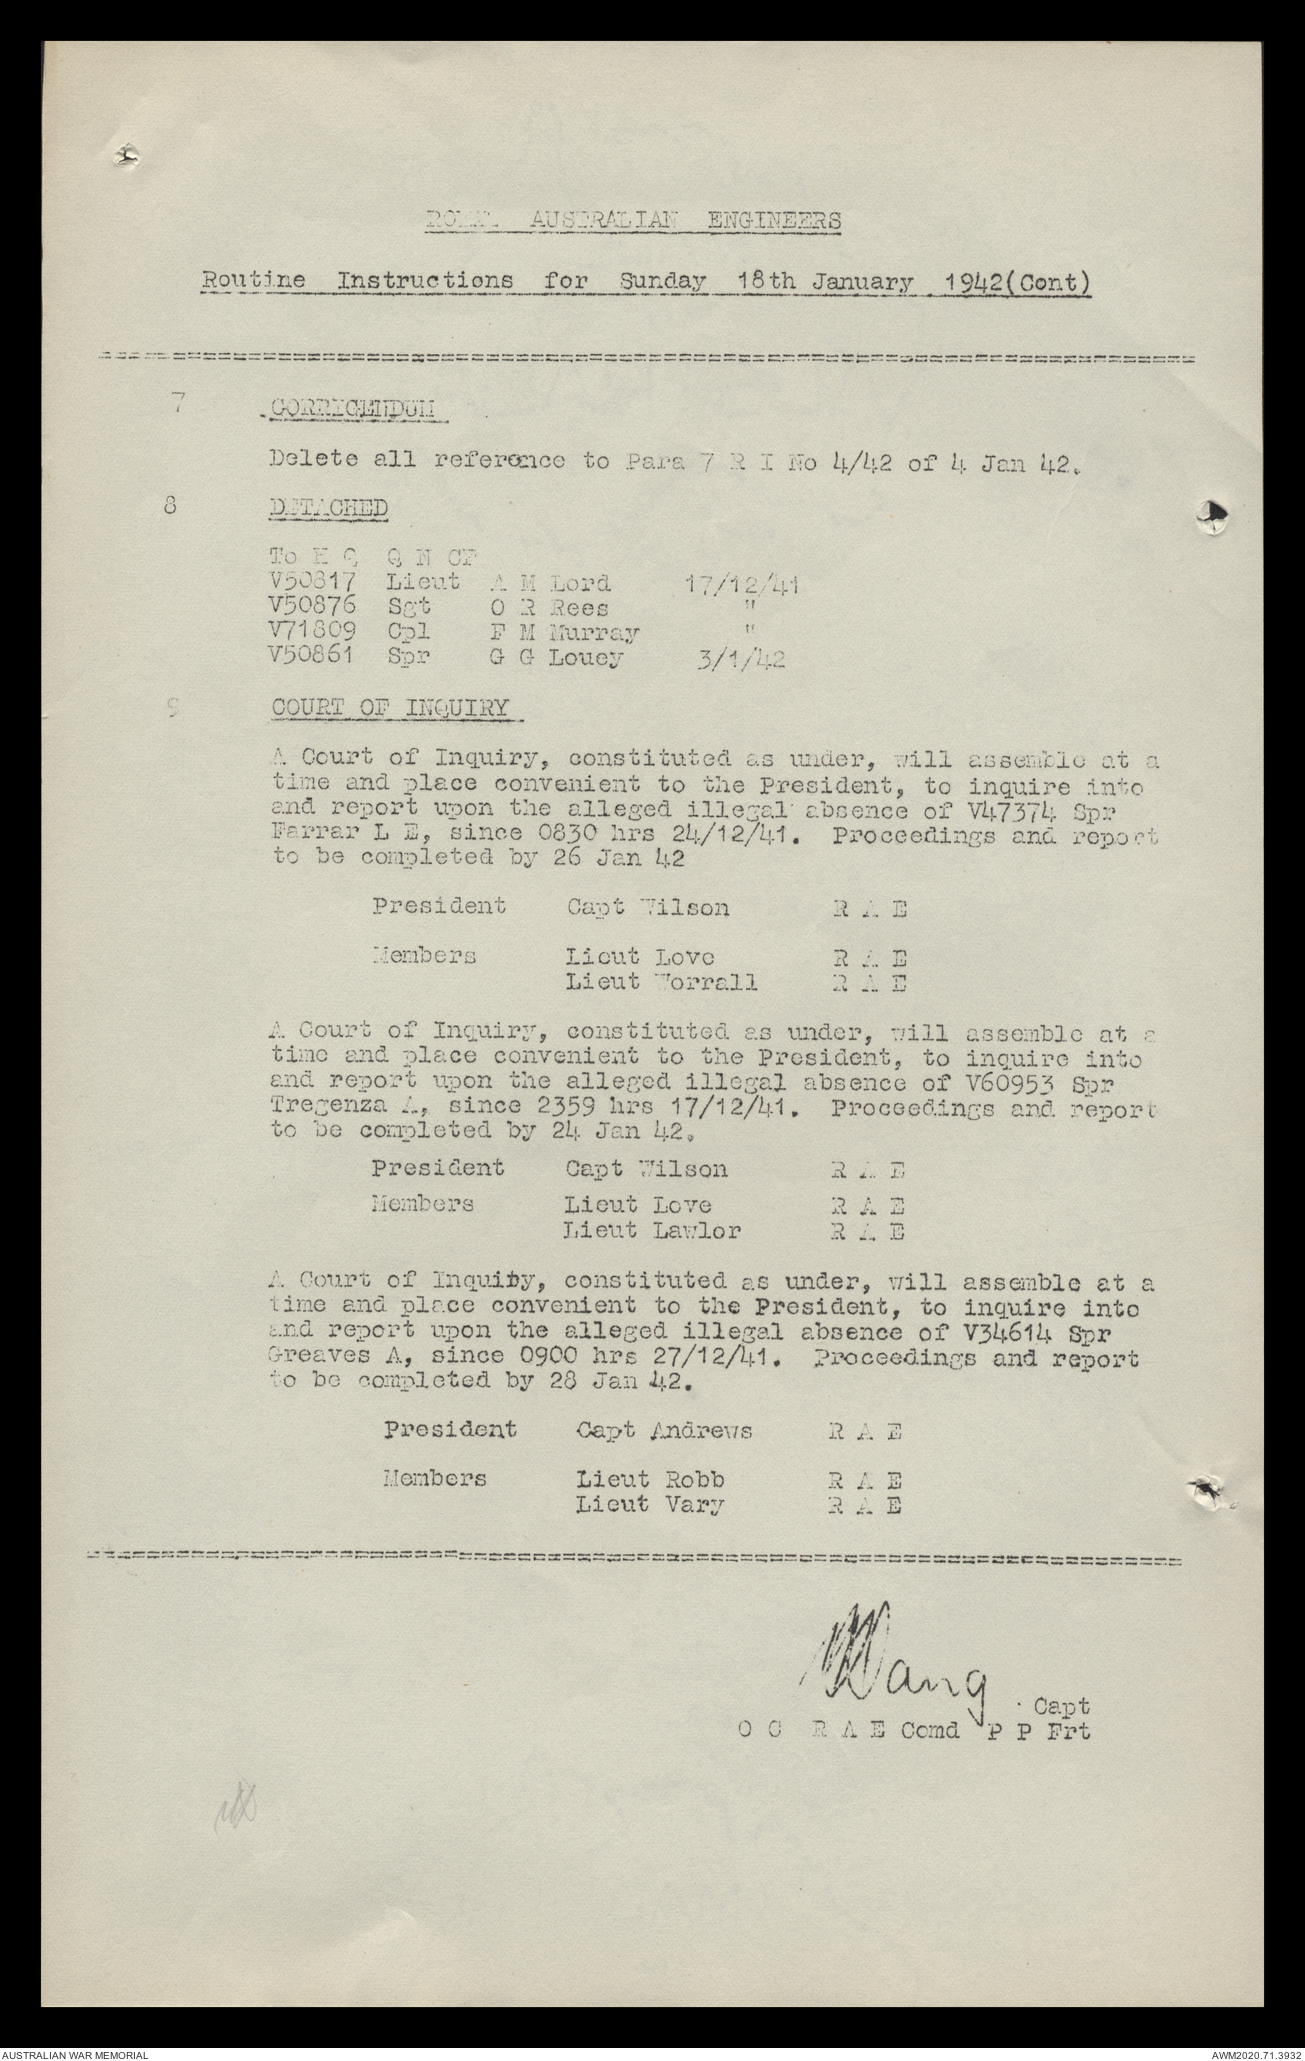 ROYAL AUSTRALIAN ENGINEERS
Routine Instructions for Sunday 18th January 1942(Cont)
7 CORRIGENDUM
Delete all reference to Para 7 R I No 4/42 of 4 Jan 42.
8 DETACHED
To H Q Q M CF
V50817 Lieut A M Lord 17/12/41
V50876 Sgt O R Rees "
V71809 Cpl F M Murray "
V50861 Spr G G Louey 3/1/42
9 COURT OF INQUIRY
A Court of Inquiry, constituted as under, will assemble at a
time and place convenient to the President, to inquire into
and report upon the alleged illegal absence of V47374 Spr
Farrar L E, since 0830 hrs 24/12/41. Proceedings and report
to be completed by 26 Jan 42
President Capt Wilson R A E
Members Lieut Love R A E
Lieut Worrall R A E
A Court of Inquiry, constituted as under, will assemble at a
time and place convenient to the President, to inquire into
and report upon the alleged illegal absence of V60953 Spr
Tregenza A, since 2359 hrs 17/12/41. Proceedings and report
to be completed by 24 Jan 42.
President Capt Wilson R A E
Members Lieut Love R A E
Lieut Lawlor R A E
A Court of Inquiby, constituted as under, will assemble at a
time and place convenient to the President, to inquire into
and report upon the alleged illegal absence of V34614 Spr
Greaves A, since 0900 hrs 27/12/41. Proceedings and report
to be completed by 28 Jan 42.
President Capt Andrews R A E
Members Lieut Robb R A E
Lieut Vary R A E
Capt
O C R A E Comd P P Frt
AUSTRALIAN WAR MEMORIAL
AWM2020.71.3932